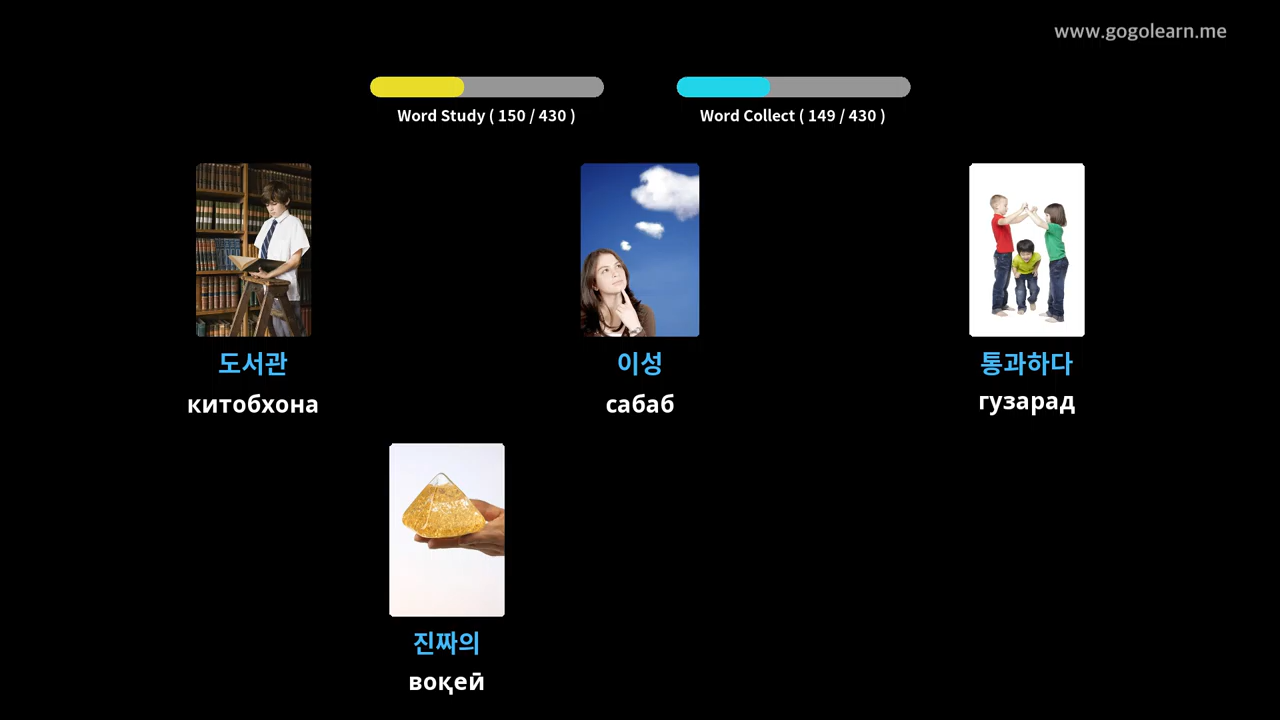 www.gogolearn.me
Word Study ( 150 / 430 )
Word Collect ( 149 / 430 )
도서관
китобхона
이성
сабаб
통과하다
гузарад
진짜의
воқеӣ